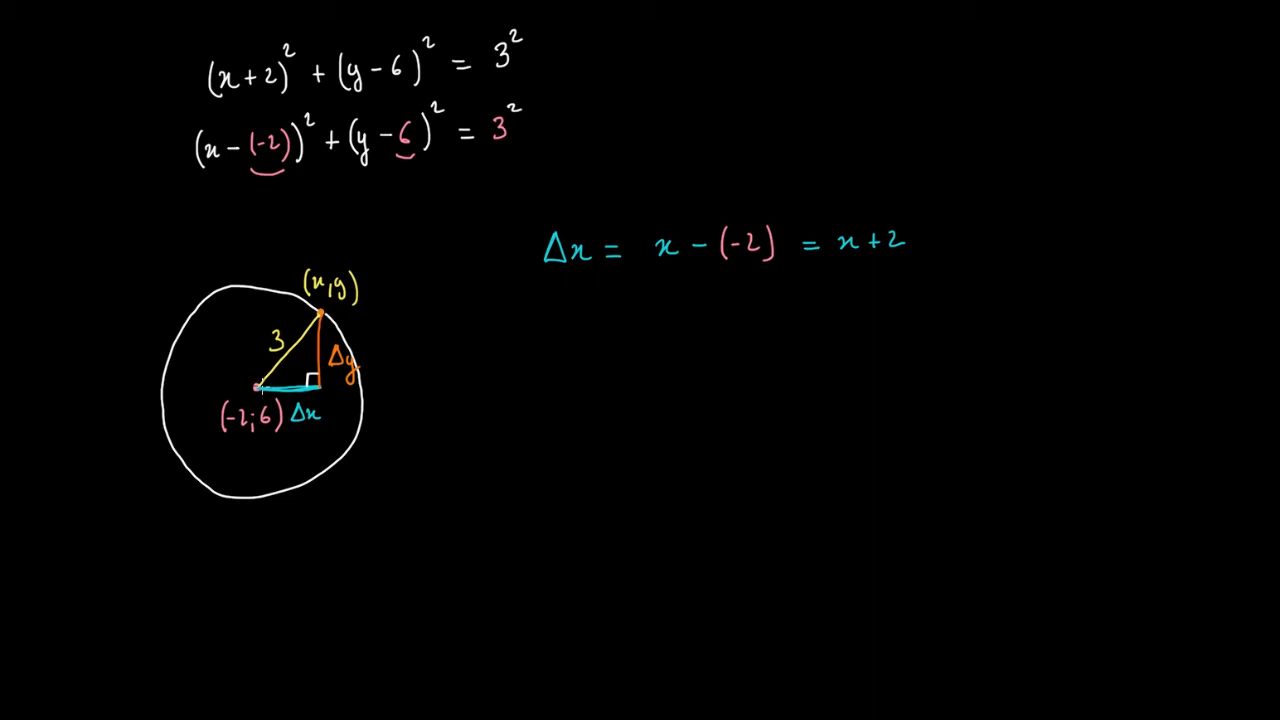 (x+2)² + (y-6)² = 3²
(x-(-2))² + (y-6)² = 3²
Δx = x - (-2) = x+2
(x,y)
3
Δy
(-2;6) Δx